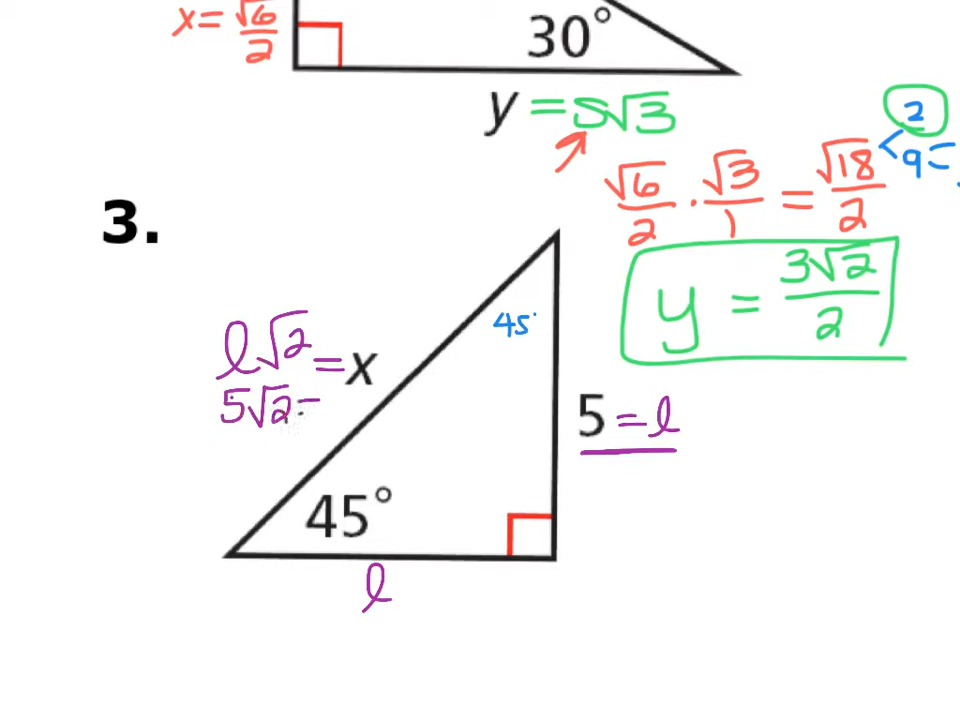 x = √6/2
30°
y = s√3
2
9 =
√6/2 · √3/1 = √18/2
3.
y = 3√2/2
45°
l√2 = x
5√2 =
5 = l
45°
l